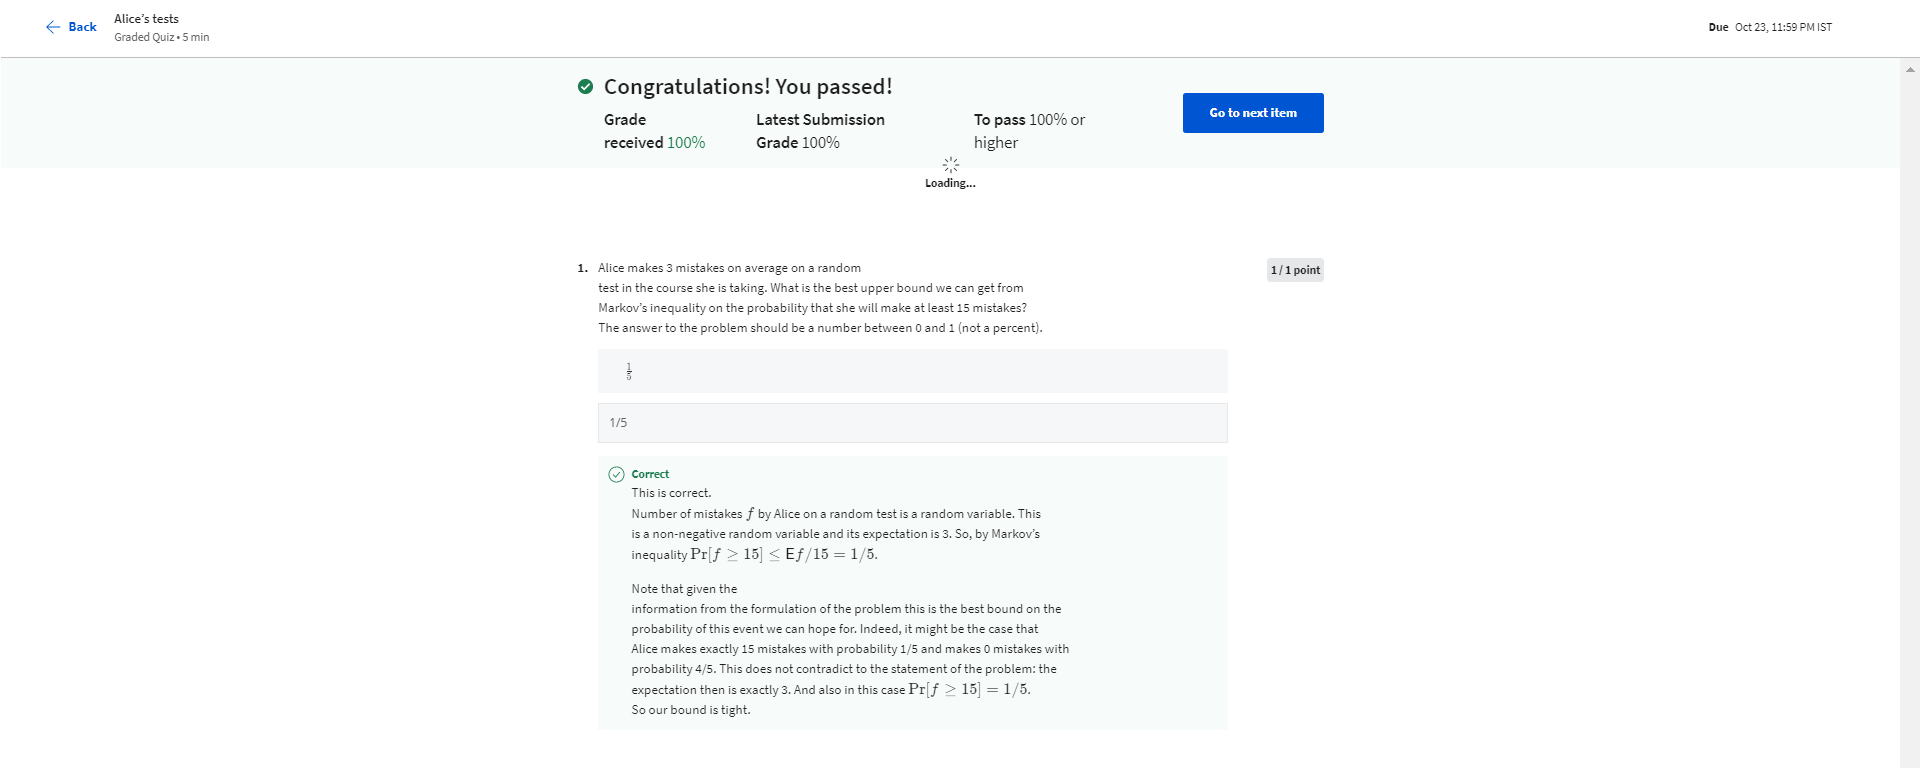 Back
Alice's tests
Graded Quiz • 5 min
Due Oct 23, 11:59 PM IST
Congratulations! You passed!
Grade received 100%
Latest Submission Grade 100%
To pass 100% or higher
Go to next item
Loading...
1. Alice makes 3 mistakes on average on a random
test in the course she is taking. What is the best upper bound we can get from
Markov's inequality on the probability that she will make at least 15 mistakes?
The answer to the problem should be a number between 0 and 1 (not a percent).
1 / 1 point
1/5
1/5
Correct
This is correct.
Number of mistakes f by Alice on a random test is a random variable. This
is a non-negative random variable and its expectation is 3. So, by Markov's
inequality Pr[f ≥ 15] ≤ Ef/15 = 1/5.
Note that given the
information from the formulation of the problem this is the best bound on the
probability of this event we can hope for. Indeed, it might be the case that
Alice makes exactly 15 mistakes with probability 1/5 and makes 0 mistakes with
probability 4/5. This does not contradict to the statement of the problem: the
expectation then is exactly 3. And also in this case Pr[f ≥ 15] = 1/5.
So our bound is tight.